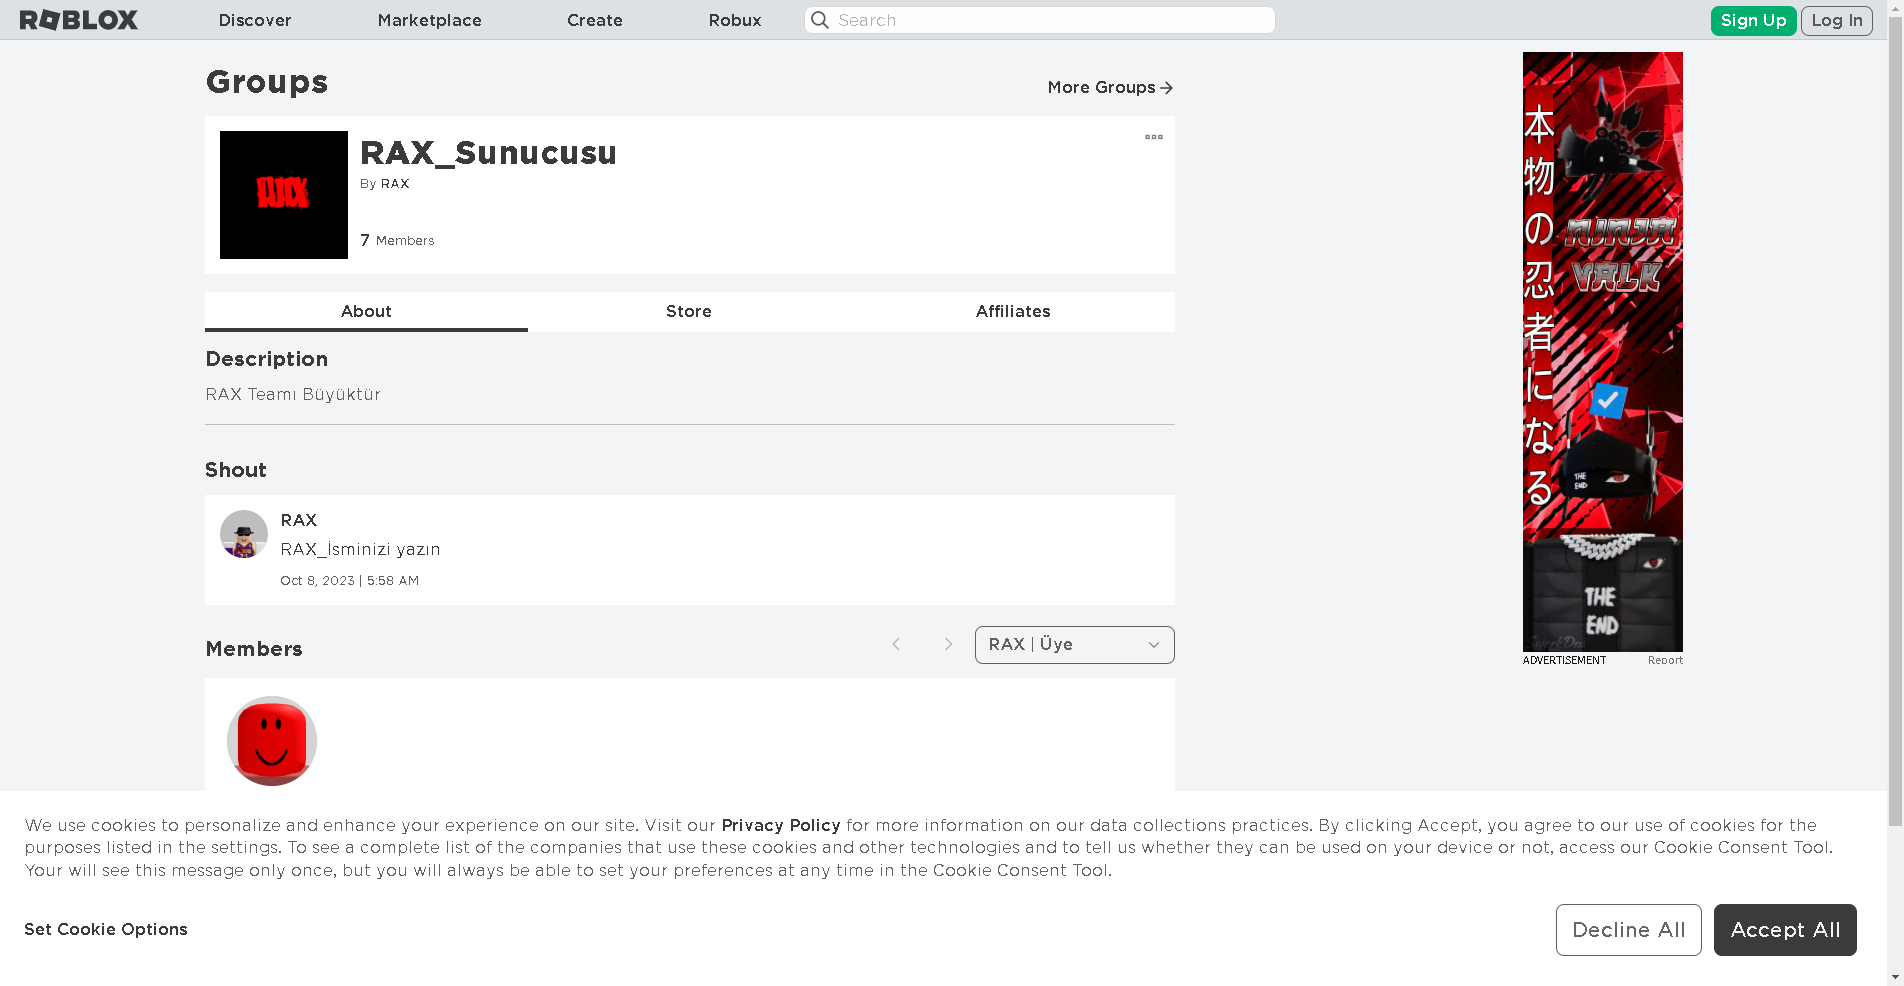 ROBLOX
Discover
Marketplace
Create
Robux
Search
Sign Up
Log In
Groups
More Groups
RAX
RAX_Sunucusu
By RAX
7 Members
About
Store
Affiliates
Description
RAX Teamı Büyüktür
Shout
RAX
RAX_İsminizi yazın
Oct 8, 2023 | 5:58 AM
Members
RAX | Üye
本物の忍者になる
NINJA
VALK
THE
END
THE
END
ADVERTISEMENT
Report
We use cookies to personalize and enhance your experience on our site. Visit our Privacy Policy for more information on our data collections practices. By clicking Accept, you agree to our use of cookies for the
purposes listed in the settings. To see a complete list of the companies that use these cookies and other technologies and to tell us whether they can be used on your device or not, access our Cookie Consent Tool.
Your will see this message only once, but you will always be able to set your preferences at any time in the Cookie Consent Tool.
Set Cookie Options
Decline All
Accept All